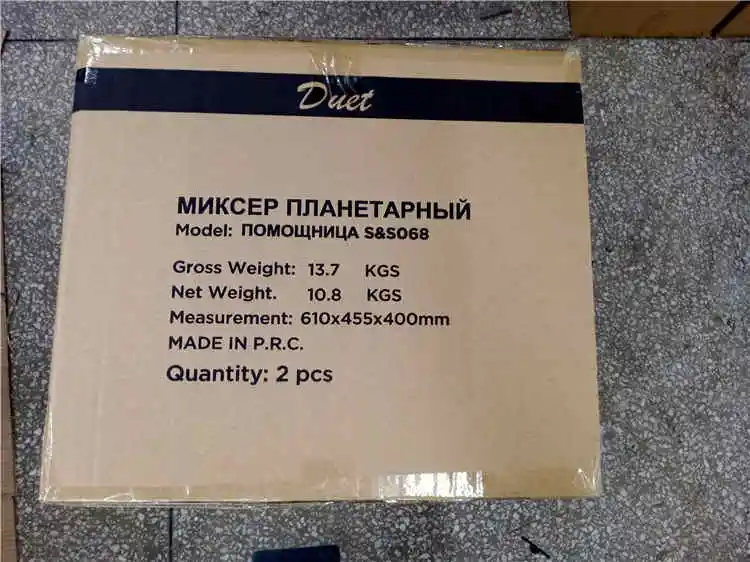 Duet
МИКСЕР ПЛАНЕТАРНЫЙ
Model: ПОМОЩНИЦА S&S068
Gross Weight: 13.7 KGS
Net Weight. 10.8 KGS
Measurement: 610x455x400mm
MADE IN P.R.C.
Quantity: 2 pcs